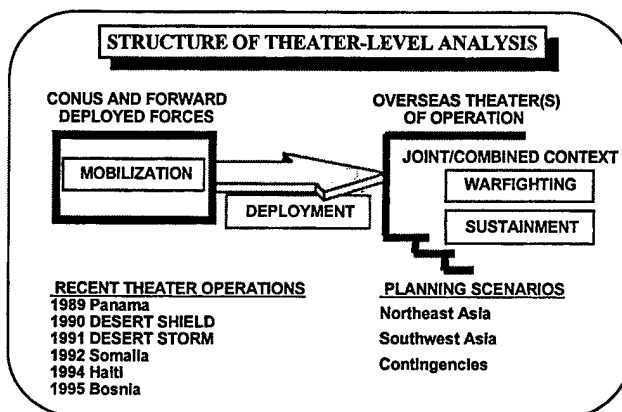 STRUCTURE OF THEATER-LEVEL ANALYSIS
CONUS AND FORWARD
DEPLOYED FORCES
MOBILIZATION
DEPLOYMENT
OVERSEAS THEATER(S)
OF OPERATION
JOINT/COMBINED CONTEXT
WARFIGHTING
SUSTAINMENT
RECENT THEATER OPERATIONS
1989 Panama
1990 DESERT SHIELD
1991 DESERT STORM
1992 Somalia
1994 Haiti
1995 Bosnia
PLANNING SCENARIOS
Northeast Asia
Southwest Asia
Contingencies